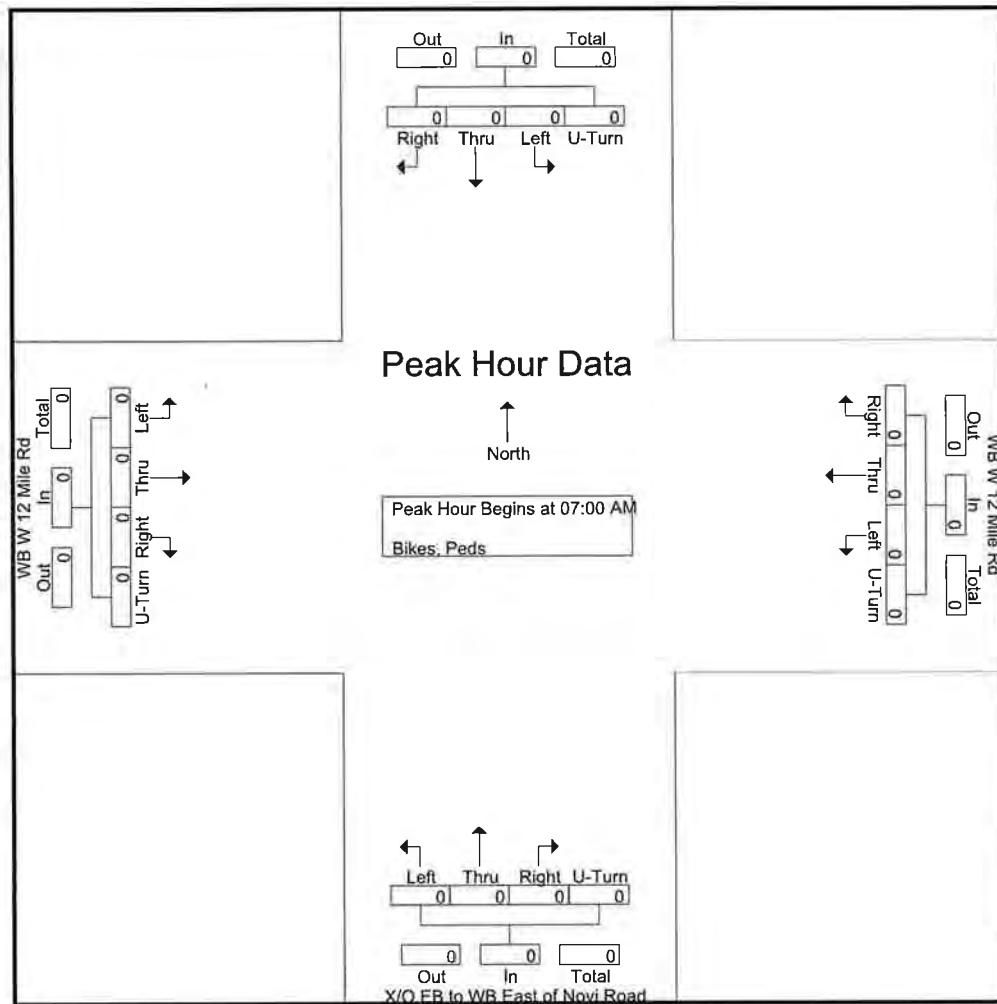 Out In Total
0 0 0
0 0 0 0
Right Thru Left U-Turn
Peak Hour Data
North
Peak Hour Begins at 07:00 AM
Bikes, Peds
WB W 12 Mile Rd
Out In Total
0 0 0
0 0 0 0
U-Turn Right Thru Left
WB W 12 Mile Rd
Out In Total
0 0 0
0 0 0 0
Right Thru Left U-Turn
Left Thru Right U-Turn
0 0 0 0
0 0 0
Out In Total
X/O EB to WB East of Novi Road